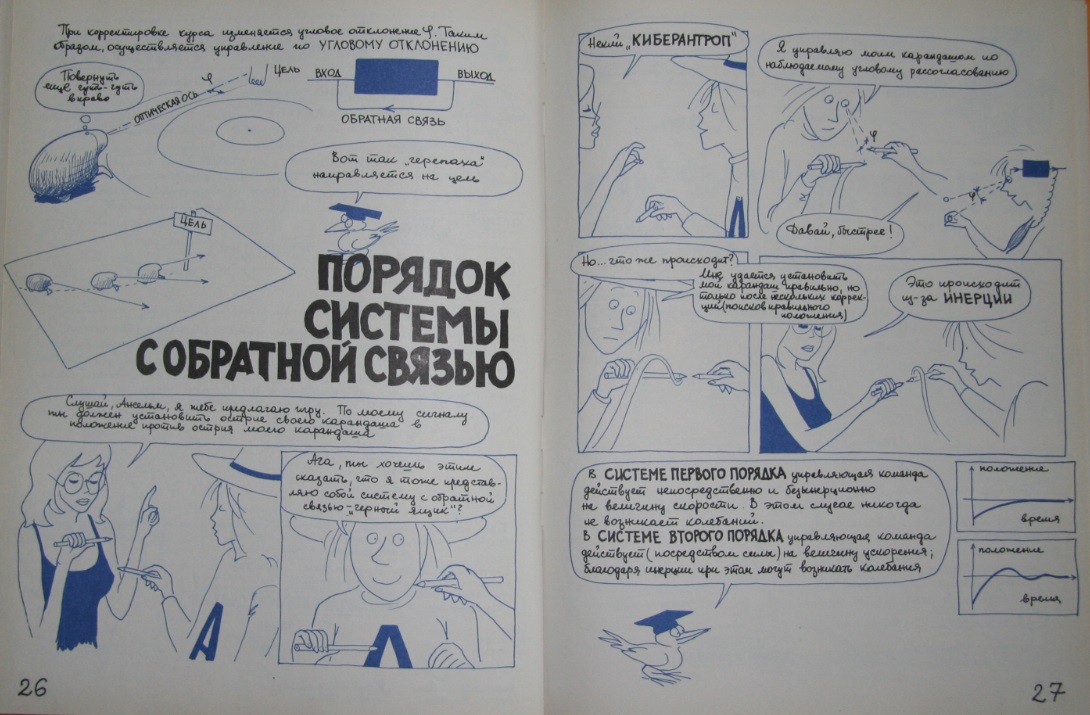 При корректировке курса изменяется угловое отклонение φ. Таким
образом, осуществляется управление по УГЛОВОМУ ОТКЛОНЕНИЮ
Повернуть
еще чуть-чуть
вправо
φ
ЦЕЛЬ
ОПТИЧЕСКАЯ ОСЬ
ВХОД
ВЫХОД
ОБРАТНАЯ СВЯЗЬ
Вот так „черепаха"
направляется на цель
ЦЕЛЬ
ПОРЯДОК
СИСТЕМЫ
С ОБРАТНОЙ СВЯЗЬЮ
Слушай, Ансельм, я тебе предлагаю игру. По моему сигналу
ты должен установить острие своего карандаша в
положение против острия моего карандаша
Ага, ты хочешь этим
сказать, что я тоже представ-
ляю собой систему с обратной
связью-„черный ящик"?
А
А
26
Некий „КИБЕРАНТРОП"
А
Я управляю моим карандашом по
наблюдаемому угловому рассогласованию
φ
φ
Давай, быстрее!
Но... что же происходит?
Мне удается установить
мой карандаш правильно, но
только после нескольких коррек-
ций (поисков правильного
положения)
Это происходит
из-за ИНЕРЦИИ
В СИСТЕМЕ ПЕРВОГО ПОРЯДКА управляющая команда
действует непосредственно и безынерционно
на величину скорости. В этом случае никогда
не возникает колебаний.
В СИСТЕМЕ ВТОРОГО ПОРЯДКА управляющая команда
действует (посредством силы) на величину ускорения;
благодаря инерции при этом могут возникать колебания
положение
время
положение
время
27